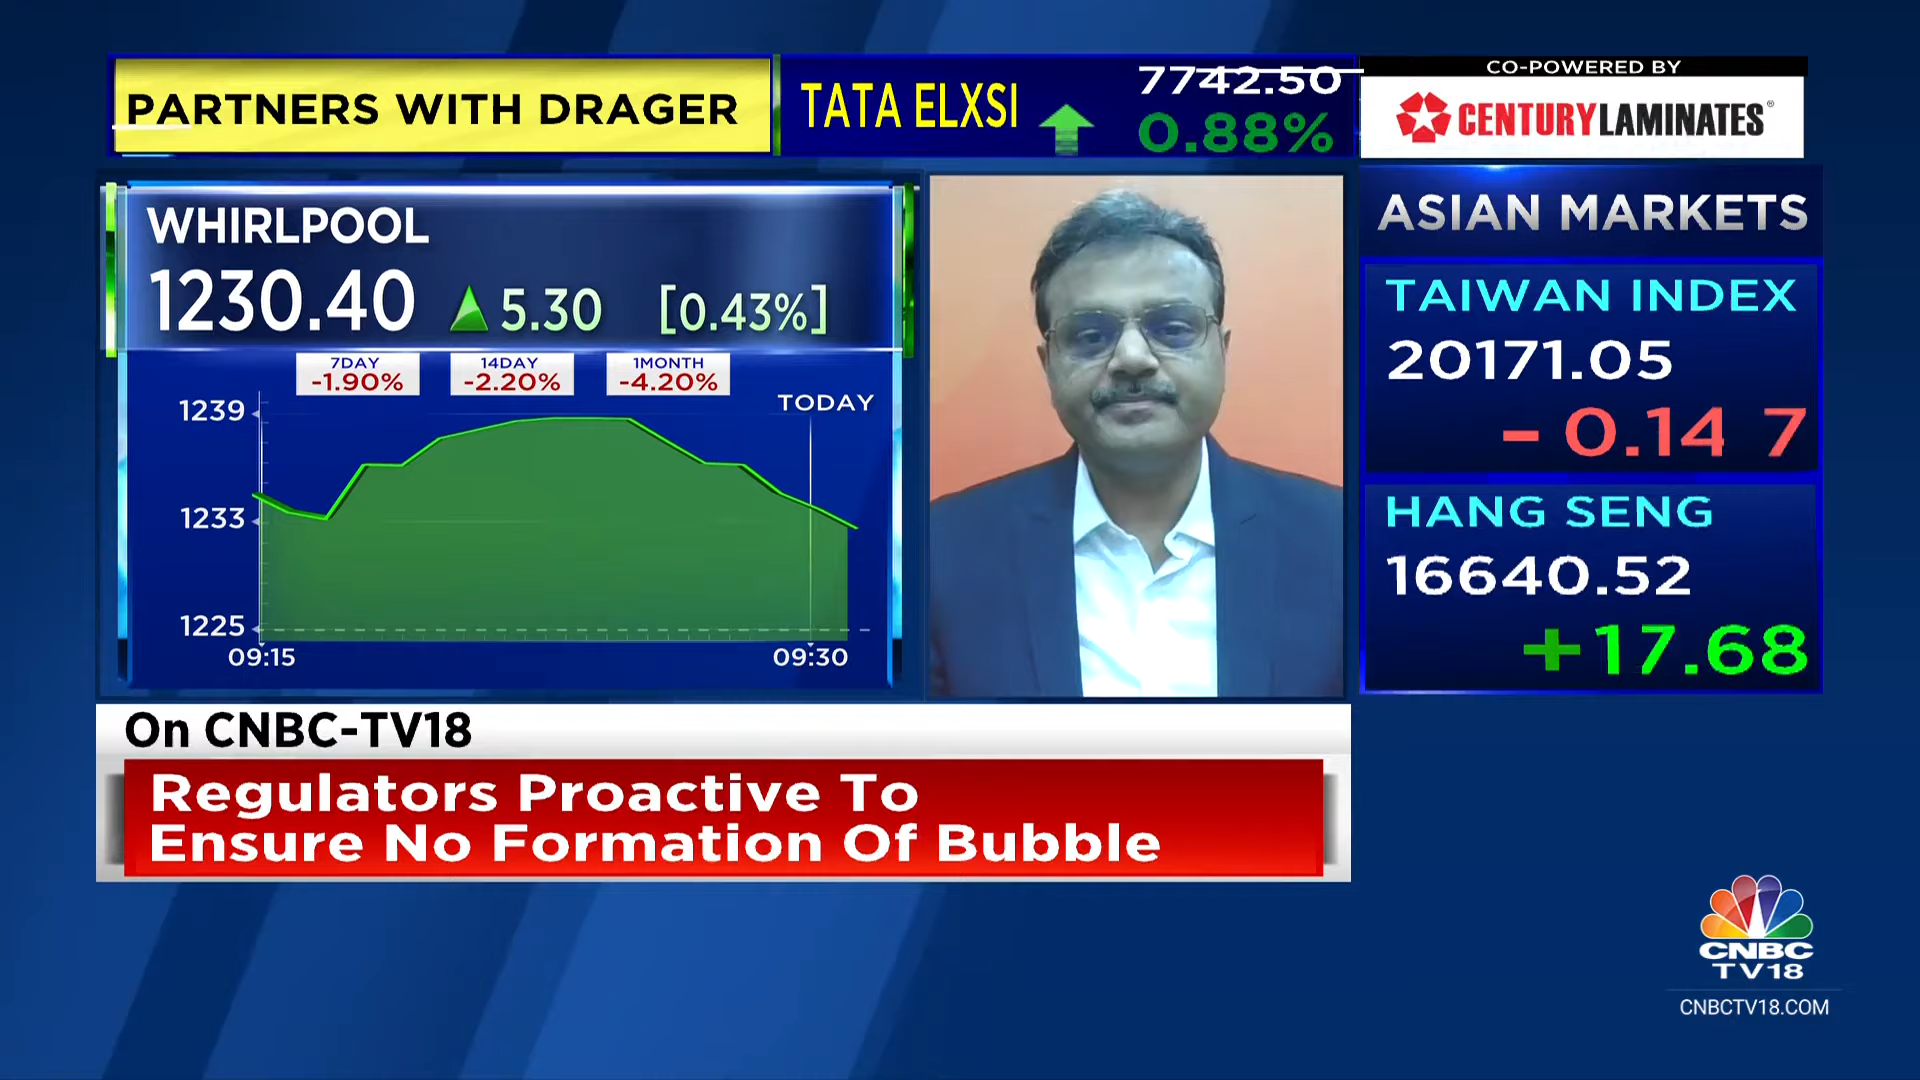 PARTNERS WITH DRAGER
TATA ELXSI
7742.50
0.88%
CO-POWERED BY
CENTURYLAMINATES®
WHIRLPOOL
1230.40
5.30 [0.43%]
7DAY
-1.90%
14DAY
-2.20%
1MONTH
-4.20%
TODAY
1239
1233
1225
09:15
09:30
ASIAN MARKETS
TAIWAN INDEX
20171.05
- 0.14 7
HANG SENG
16640.52
+17.68
On CNBC-TV18
Regulators Proactive To
Ensure No Formation Of Bubble
CNBC
TV18
CNBCTV18.COM